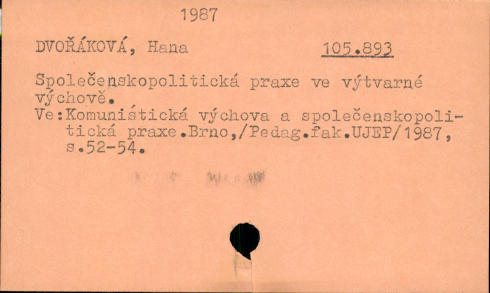 1987
DVOŘÁKOVÁ, Hana 105.893
Společenskopolitická praxe ve výtvarné
výchově.
Ve:Komunistická výchova a společenskopoli-
tická praxe.Brno,/Pedag.fak.UJEP/1987,
s.52-54.